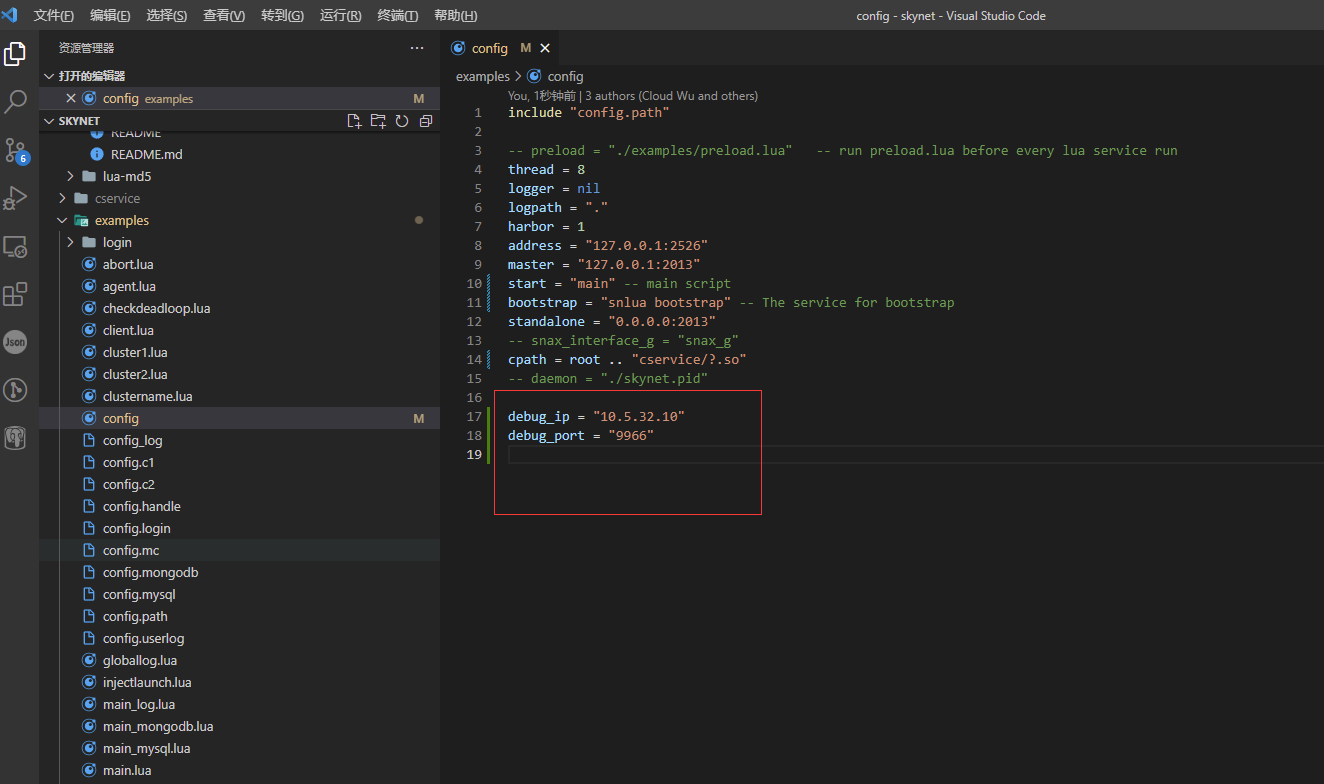 文件(F) 编辑(E) 选择(S) 查看(V) 转到(G) 运行(R) 终端(T) 帮助(H) config - skynet - Visual Studio Code
资源管理器 ···
打开的编辑器
config examples M
SKYNET
README
README.md
lua-md5
cservice
examples
login
abort.lua
agent.lua
checkdeadloop.lua
client.lua
cluster1.lua
cluster2.lua
clustername.lua
config M
config_log
config.c1
config.c2
config.handle
config.login
config.mc
config.mongodb
config.mysql
config.path
config.userlog
globallog.lua
injectlaunch.lua
main_log.lua
main_mongodb.lua
main_mysql.lua
main.lua
6
Json
config M
examples > config
You, 1秒钟前 | 3 authors (Cloud Wu and others)
1 include "config.path"
2
3 -- preload = "./examples/preload.lua" -- run preload.lua before every lua service run
4 thread = 8
5 logger = nil
6 logpath = "."
7 harbor = 1
8 address = "127.0.0.1:2526"
9 master = "127.0.0.1:2013"
10 start = "main" -- main script
11 bootstrap = "snlua bootstrap" -- The service for bootstrap
12 standalone = "0.0.0.0:2013"
13 -- snax_interface_g = "snax_g"
14 cpath = root .. "cservice/?.so"
15 -- daemon = "./skynet.pid"
16
17 debug_ip = "10.5.32.10"
18 debug_port = "9966"
19